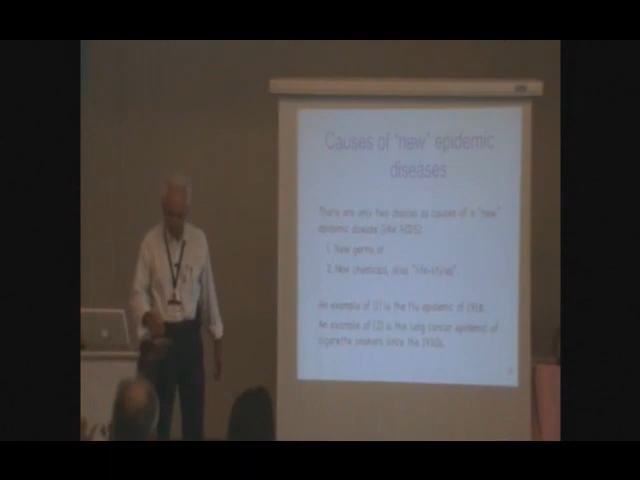 Causes of "new" epidemic
diseases
There are only two choices as causes of a "new"
epidemic disease (like AIDS):
1. New germs or
2. New chemicals, alias "life-styles".
An example of (1) is the flu epidemic of 1918.
An example of (2) is the lung cancer epidemic of
cigarette smokers since the 1930s.